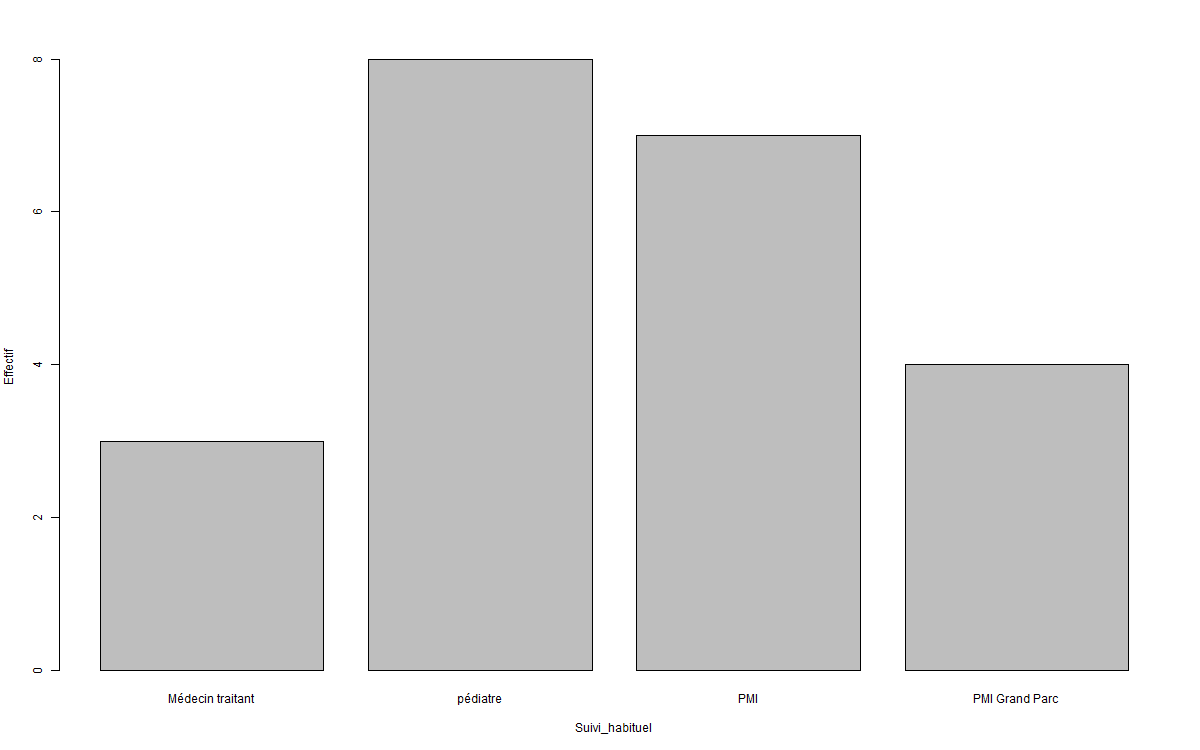 8
6
4
2
0
Effectif
Médecin traitant
pédiatre
PMI
PMI Grand Parc
Suivi_habituel